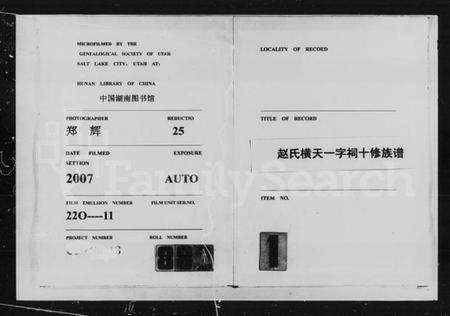 MICROFILMED BY THE
GENEALOGICAL SOCIETY OF UTAH
SALT LAKE CITY, UTAH AT:
HUNAN LIBRARY OF CHINA
中国湖南图书馆
PHOTOGRAPHER REDUCTIO
郑 辉 25
DATE FILMED EXPOSURE
SETTION
2007 AUTO
FILM EMULSION NUMBER FILM UNIT SER.NO.
22O----11
PROJECT NUMBER ROLL NUMBER
LOCALITY OF RECOED
TITLE OF RECORD
赵氏横天一字祠十修族谱
ITEM NO.
1
FamilySearch